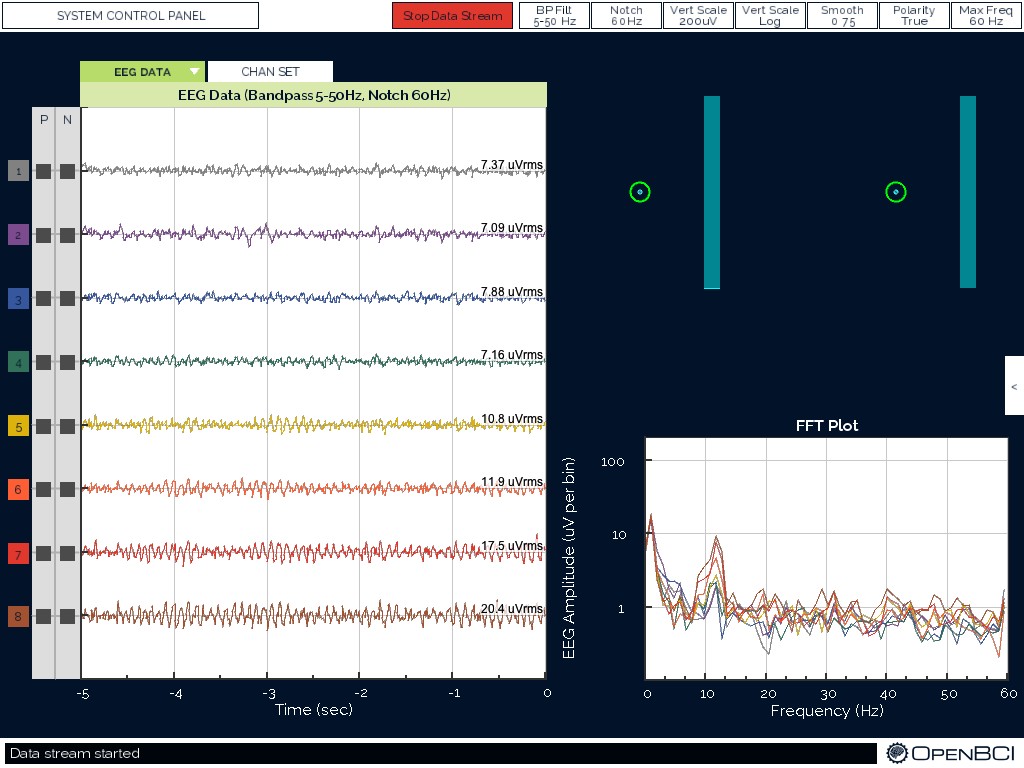 SYSTEM CONTROL PANEL
Stop Data Stream
BP Filt
5-50 Hz
Notch
60Hz
Vert Scale
200uV
Vert Scale
Log
Smooth
0.75
Polarity
True
Max Freq
60 Hz
EEG DATA
CHAN SET
EEG Data (Bandpass 5-50Hz, Notch 60Hz)
P N
1
7.37 uVrms
2
7.09 uVrms
3
7.88 uVrms
4
7.16 uVrms
5
10.8 uVrms
6
11.9 uVrms
7
17.5 uVrms
8
20.4 uVrms
-5 -4 -3 -2 -1 0
Time (sec)
<
FFT Plot
EEG Amplitude (uV per bin)
100
10
1
0 10 20 30 40 50 60
Frequency (Hz)
Data stream started
OPENBCI